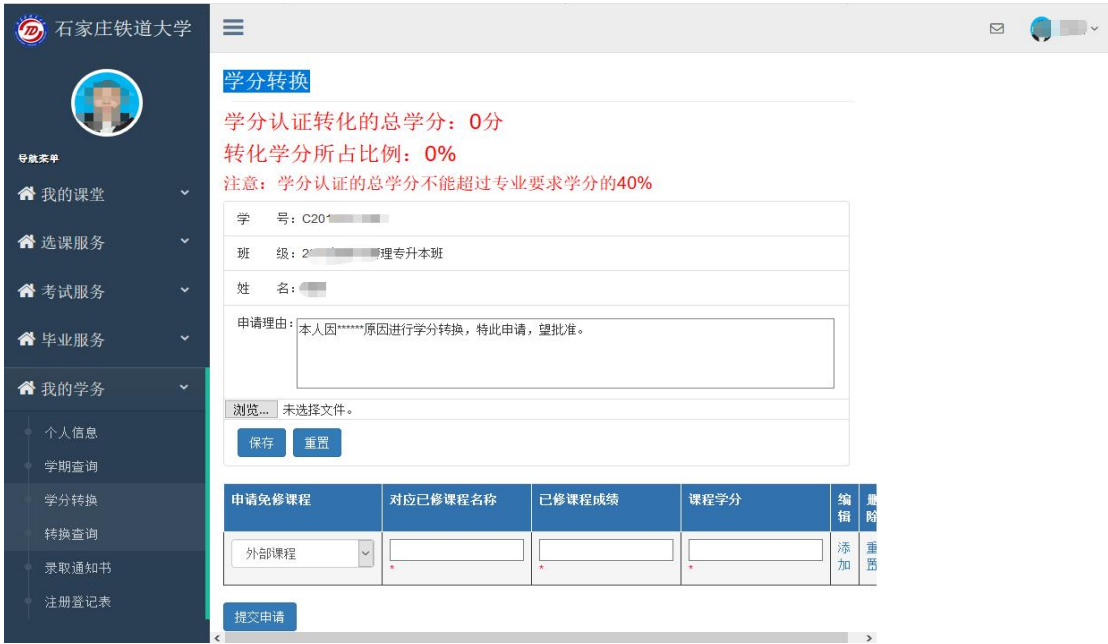 石家庄铁道大学
导航菜单
我的课堂
选课服务
考试服务
毕业服务
我的学务
个人信息
学期查询
学分转换
转换查询
录取通知书
注册登记表
学分转换
学分认证转化的总学分：0分
转化学分所占比例：0%
注意：学分认证的总学分不能超过专业要求学分的40%
学 号：C201
班 级：2 理专升本班
姓 名：
申请理由：本人因******原因进行学分转换，特此申请，望批准。
浏览... 未选择文件。
保存 重置
申请免修课程 对应已修课程名称 已修课程成绩 课程学分 编辑 删除
外部课程 * * * 添加 重置
提交申请